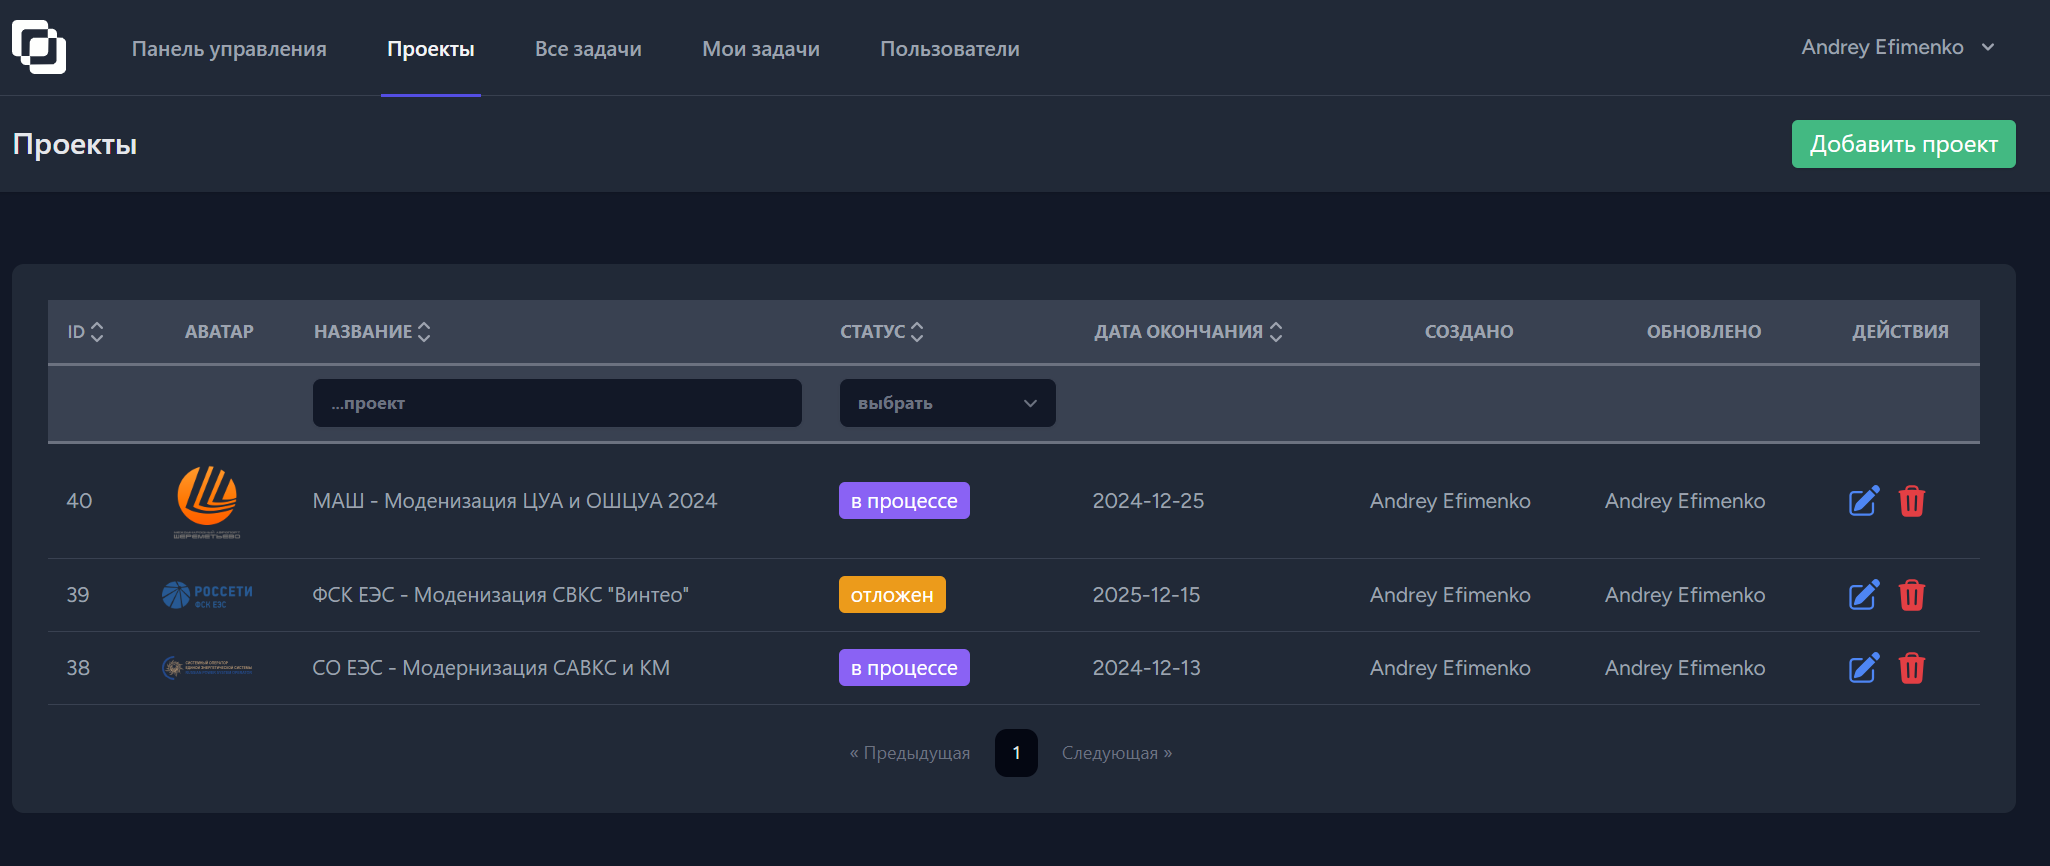 Панель управления
Проекты
Все задачи
Мои задачи
Пользователи
Andrey Efimenko
Проекты
Добавить проект
ID АВАТАР НАЗВАНИЕ СТАТУС ДАТА ОКОНЧАНИЯ СОЗДАНО ОБНОВЛЕНО ДЕЙСТВИЯ
...проект выбрать
40 МАШ - Моденизация ЦУА и ОШЦУА 2024 в процессе 2024-12-25 Andrey Efimenko Andrey Efimenko
ШЕРЕМЕТЬЕВО
39 РОССЕТИ ФСК ЕЭС - Моденизация СВКС "Винтео" отложен 2025-12-15 Andrey Efimenko Andrey Efimenko
ФСК ЕЭС
38 СО ЕЭС - Модернизация САВКС и КМ в процессе 2024-12-13 Andrey Efimenko Andrey Efimenko
« Предыдущая 1 Следующая »